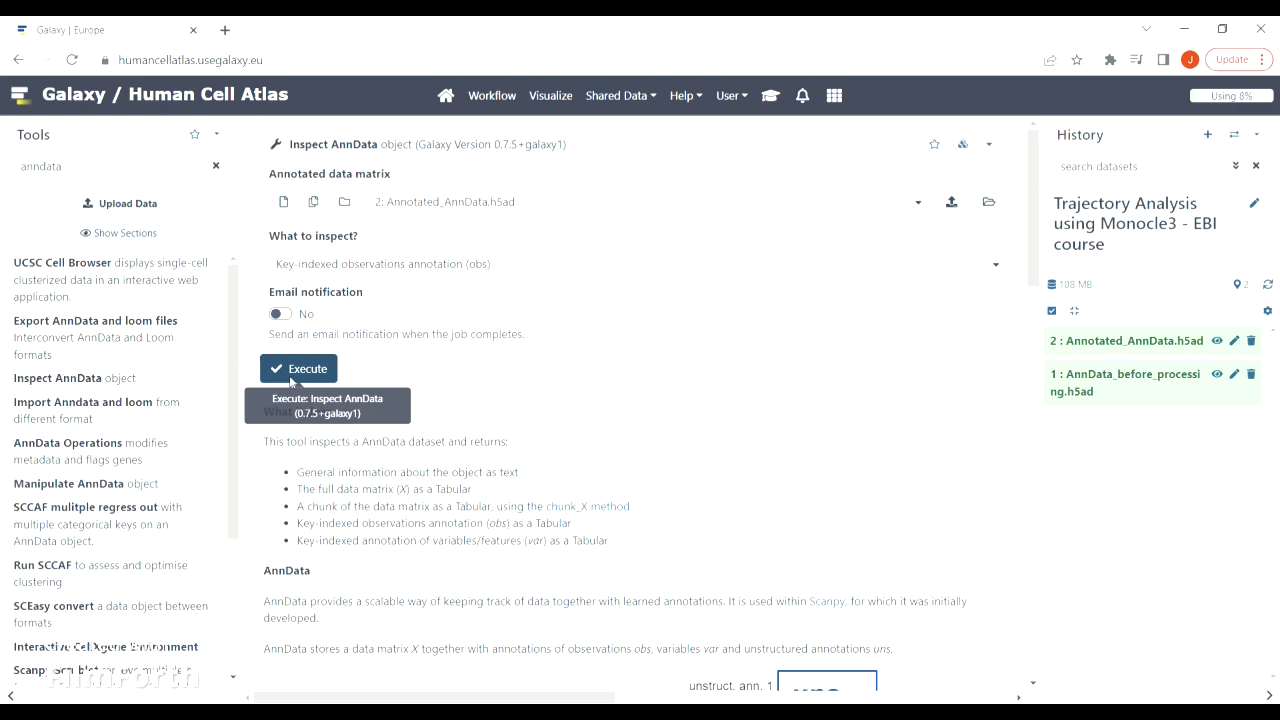 Galaxy | Europe
humancellatlas.usegalaxy.eu
J
Update
Galaxy / Human Cell Atlas
Workflow
Visualize
Shared Data
Help
User
Using 8%
Tools
anndata
Upload Data
Show Sections
UCSC Cell Browser displays single-cell
clusterized data in an interactive web
application.
Export AnnData and loom files
Interconvert AnnData and Loom
formats
Inspect AnnData object
Import Anndata and loom from
different format
AnnData Operations modifies
metadata and flags genes
Manipulate AnnData object
SCCAF mulitple regress out with
multiple categorical keys on an
AnnData object.
Run SCCAF to assess and optimise
clustering
SCEasy convert a data object between
formats
Interactive CellXgene Environment
FilmForth
Inspect AnnData object (Galaxy Version 0.7.5+galaxy1)
Annotated data matrix
2: Annotated_AnnData.h5ad
What to inspect?
Key-indexed observations annotation (obs)
Email notification
No
Send an email notification when the job completes.
Execute
Execute: Inspect AnnData
(0.7.5+galaxy1)
What
This tool inspects a AnnData dataset and returns:
• General information about the object as text
• The full data matrix (X) as a Tabular
• A chunk of the data matrix as a Tabular, using the chunk_X method
• Key-indexed observations annotation (obs) as a Tabular
• Key-indexed annotation of variables/features (var) as a Tabular
AnnData
AnnData provides a scalable way of keeping track of data together with learned annotations. It is used within Scanpy, for which it was initially
developed.
AnnData stores a data matrix X together with annotations of observations obs, variables var and unstructured annotations uns.
unstruct. ann. 1
uns
History
search datasets
Trajectory Analysis
using Monocle3 - EBI
course
108 MB
2
2 : Annotated_AnnData.h5ad
1 : AnnData_before_processi
ng.h5ad